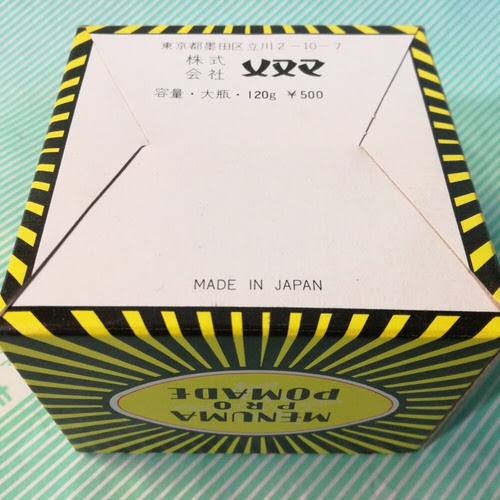 東京都墨田区立川2-10-7
株式会社 メヌマ
容量・大瓶・120g ¥500
MADE IN JAPAN
MENUMA
PRO
POMADE